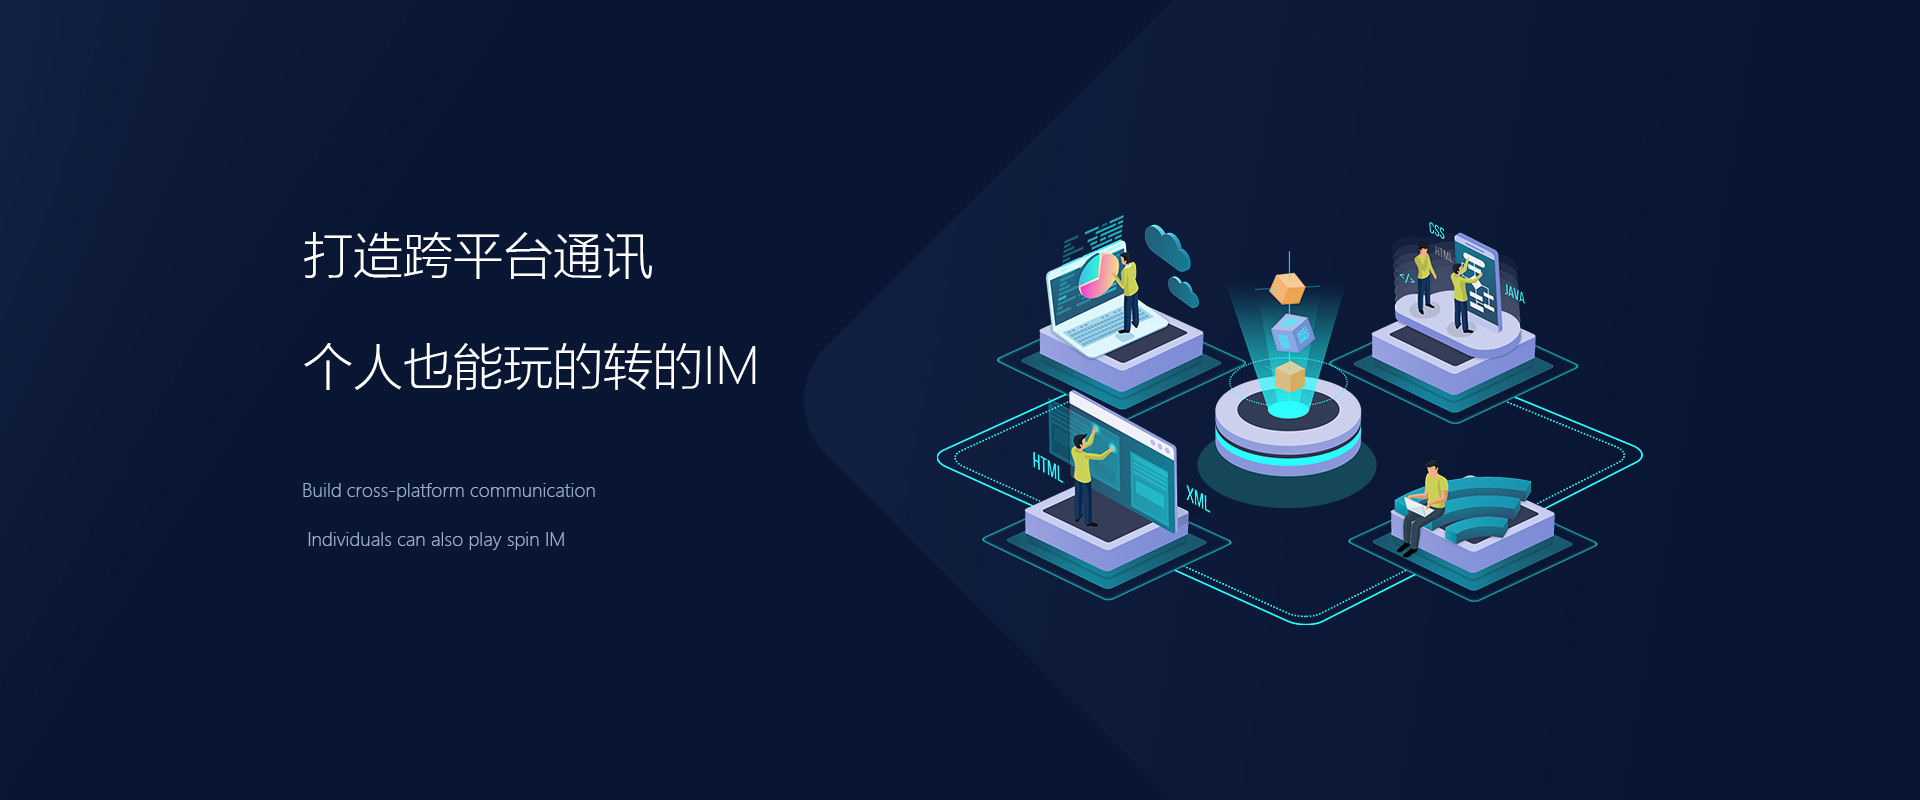 打造跨平台通讯
个人也能玩的转的IM
Build cross-platform communication
Individuals can also play spin IM
CSS
HTML
</>
JAVA
HTML
XML